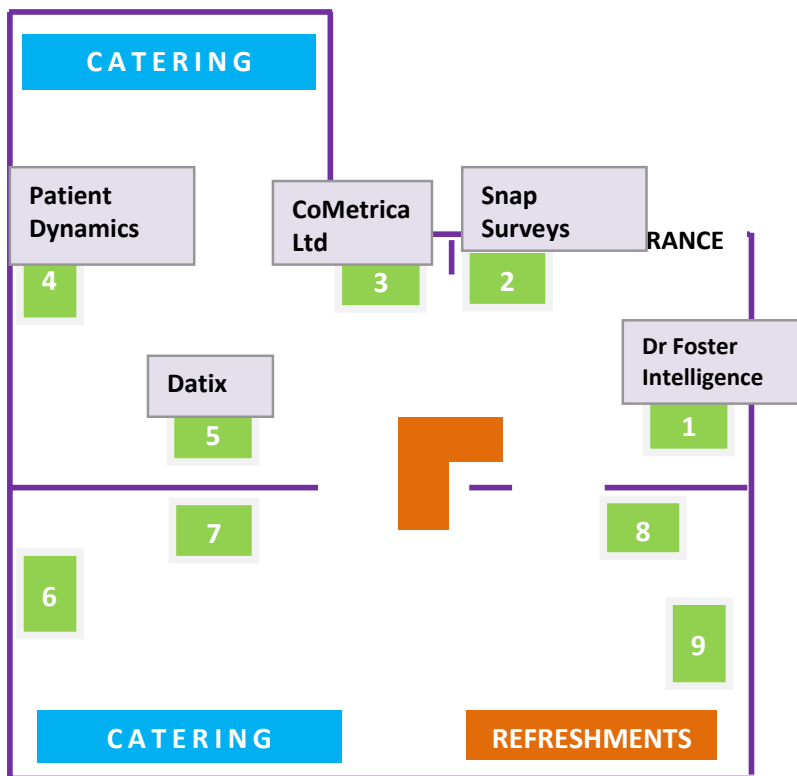 CATERING
Patient
Dynamics
CoMetrica
Ltd
Snap
Surveys
RANCE
4
3
2
Dr Foster
Intelligence
Datix
1
5
7
8
6
9
CATERING
REFRESHMENTS